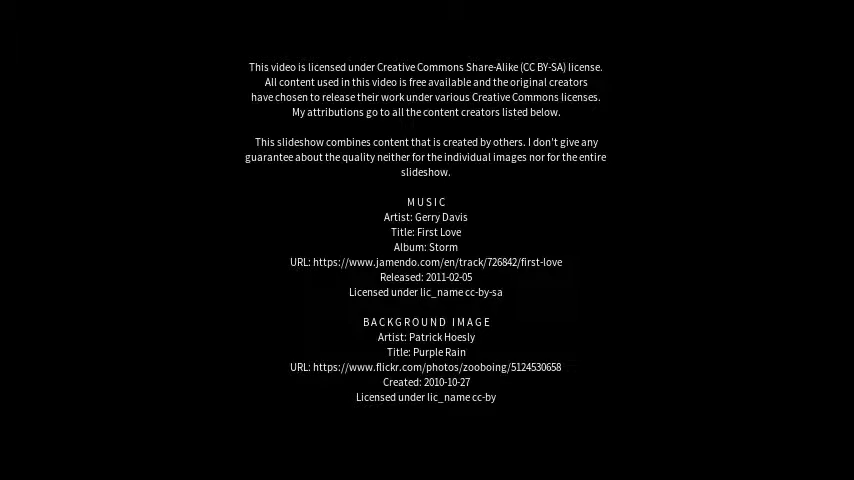 This video is licensed under Creative Commons Share-Alike (CC BY-SA) license.
All content used in this video is free available and the original creators
have chosen to release their work under various Creative Commons licenses.
My attributions go to all the content creators listed below.
This slideshow combines content that is created by others. I don't give any
guarantee about the quality neither for the individual images nor for the entire
slideshow.
MUSIC
Artist: Gerry Davis
Title: First Love
Album: Storm
URL: https://www.jamendo.com/en/track/726842/first-love
Released: 2011-02-05
Licensed under lic_name cc-by-sa
BACKGROUND IMAGE
Artist: Patrick Hoesly
Title: Purple Rain
URL: https://www.flickr.com/photos/zooboing/5124530658
Created: 2010-10-27
Licensed under lic_name cc-by